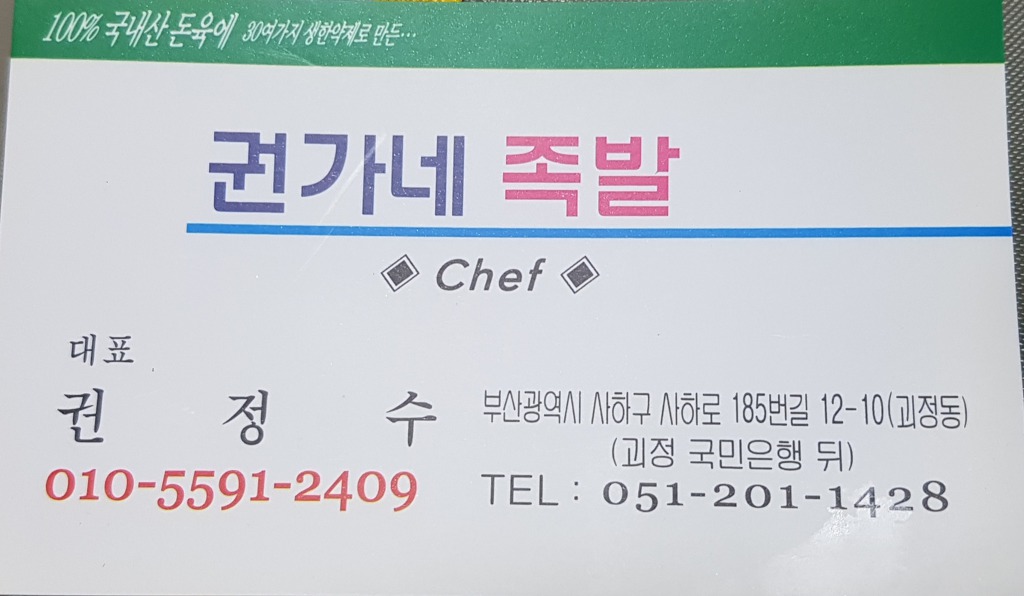 100% 국내산 돈육에 30여가지 생한약제로 만든...
권가네 족발
Chef
대표
권 정 수
010-5591-2409
부산광역시 사하구 사하로 185번길 12-10(괴정동)
(괴정 국민은행 뒤)
TEL : 051-201-1428